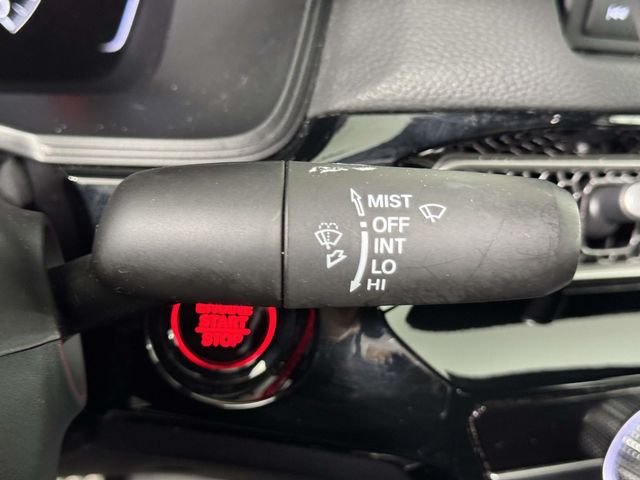 MIST
OFF
INT
LO
HI
ENGINE
START
STOP